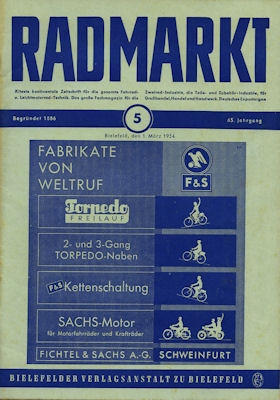 RADMARKT
Älteste kontinentale Zeitschrift für die gesamte Fahrrad- Zweirad-Industrie, die Teile- und Zubehör-Industrie, für
u. Leichtmotorrad-Technik. Das große Fachmagazin für die Großhandel, Handel und Handwerk. Deutsches Exportorgan
Begründet 1886
5
65. Jahrgang
Bielefeld, den 1. März 1954
FABRIKATE
VON
WELTRUF
F&S
Torpedo
FREILAUF
2- und 3-Gang
TORPEDO-Naben
F&S Kettenschaltung
SACHS-Motor
für Motorfahrräder und Krafträder
FICHTEL & SACHS A.-G. SCHWEINFURT
BIELEFELDER VERLAGSANSTALT ZU BIELEFELD